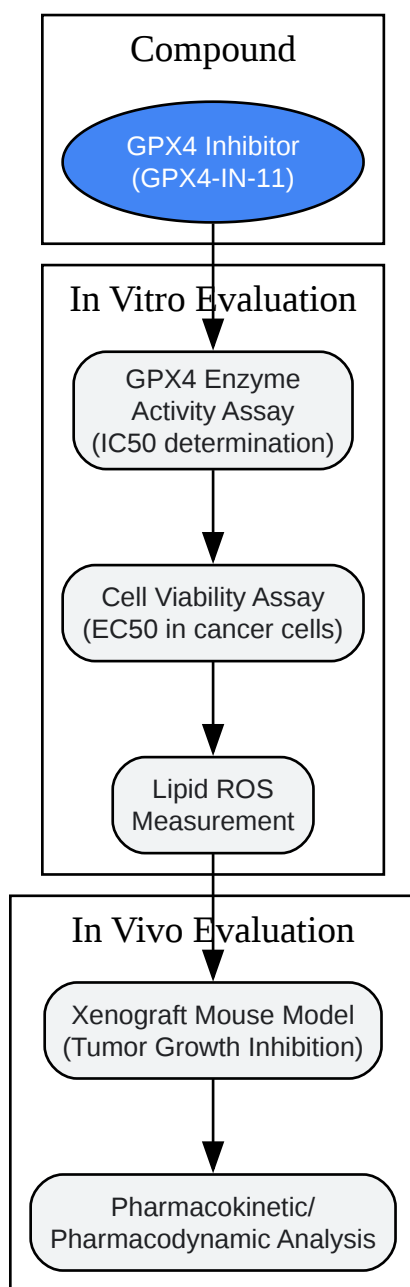 Compound
GPX4 Inhibitor
(GPX4-IN-11)
In Vitro Evaluation
GPX4 Enzyme
Activity Assay
(IC50 determination)
Cell Viability Assay
(EC50 in cancer cells)
Lipid ROS
Measurement
In Vivo Evaluation
Xenograft Mouse Model
(Tumor Growth Inhibition)
Pharmacokinetic/
Pharmacodynamic Analysis